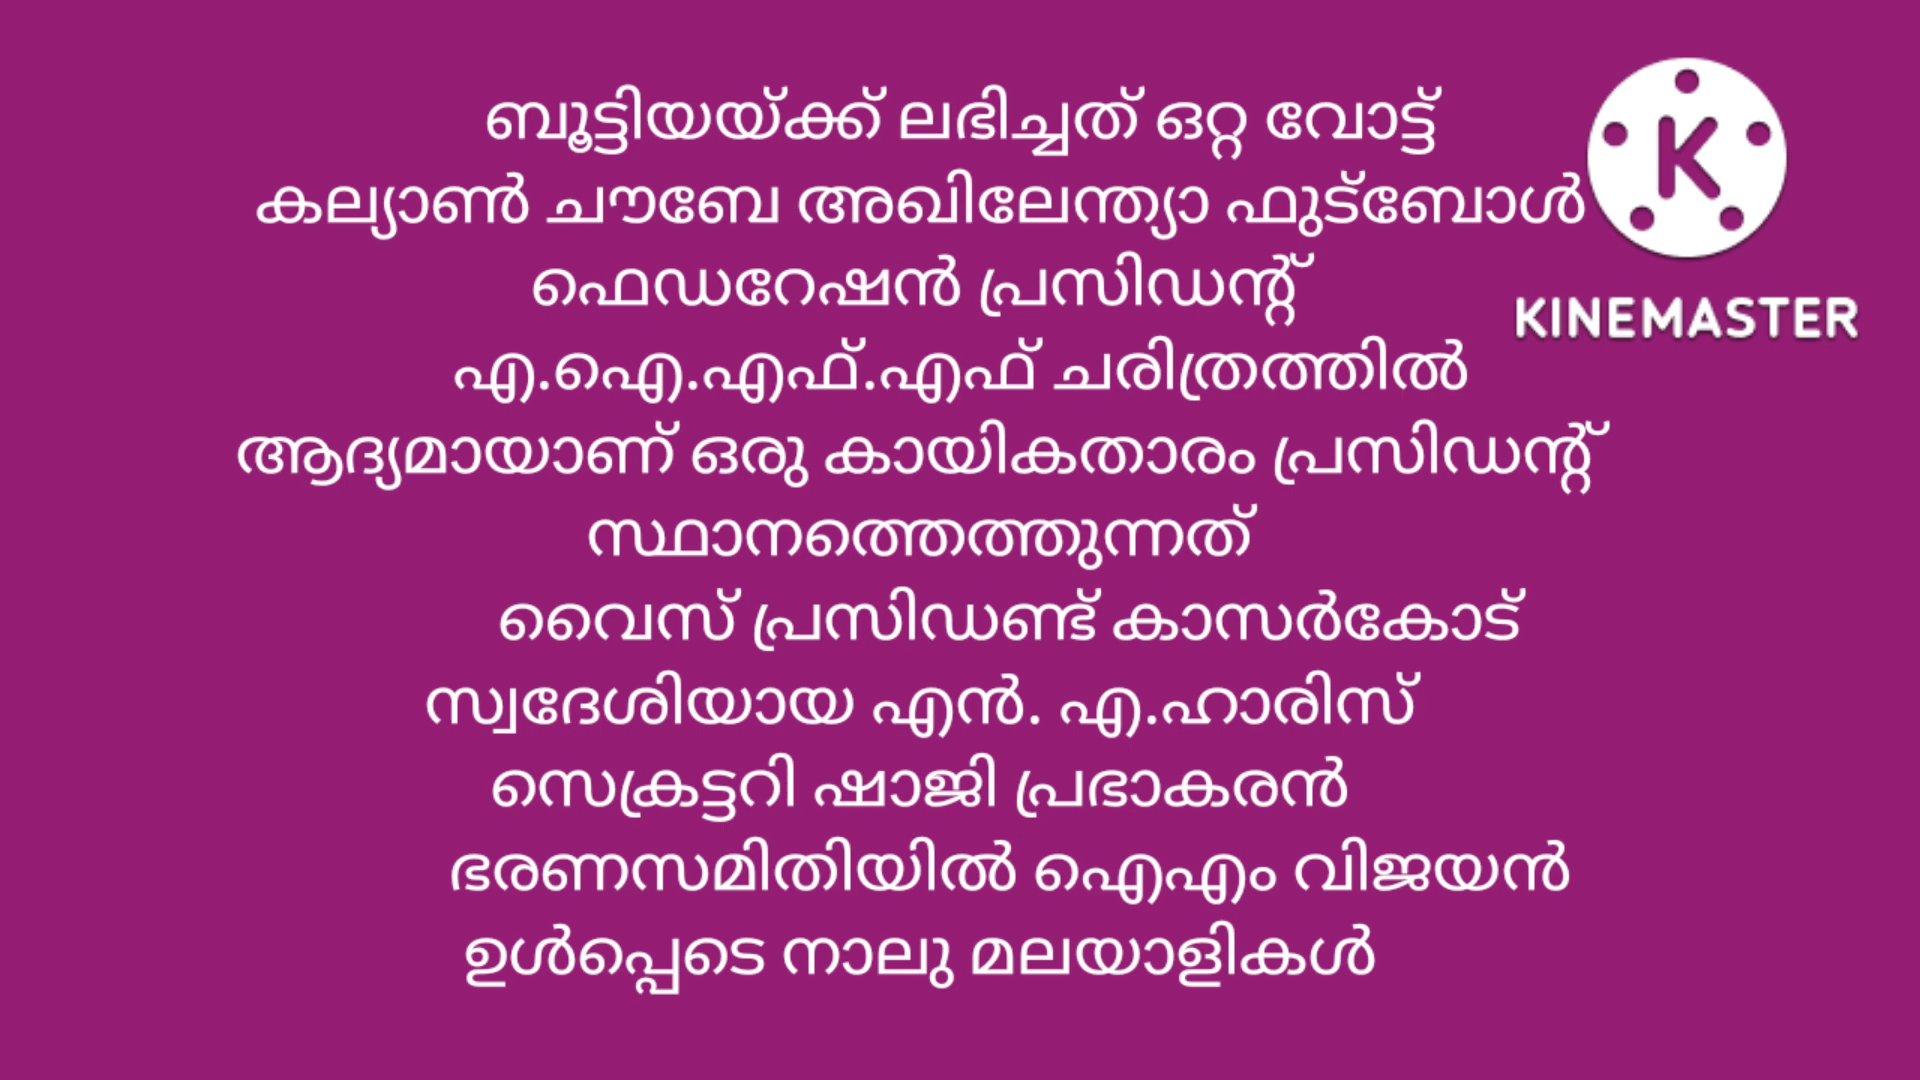 ബൂട്ടിയയ്ക്ക് ലഭിച്ചത് ഒറ്റ വോട്ട്
കല്യാൺ ചൗബേ അഖിലേന്ത്യാ ഫുട്ബോൾ
ഫെഡറേഷൻ പ്രസിഡന്റ്
എ.ഐ.എഫ്.എഫ് ചരിത്രത്തിൽ
ആദ്യമായാണ് ഒരു കായികതാരം പ്രസിഡന്റ്
സ്ഥാനത്തെത്തുന്നത്
വൈസ് പ്രസിഡണ്ട് കാസർകോട്
സ്വദേശിയായ എൻ. എ.ഹാരിസ്
സെക്രട്ടറി ഷാജി പ്രഭാകരൻ
ഭരണസമിതിയിൽ ഐഎം വിജയൻ
ഉൾപ്പെടെ നാലു മലയാളികൾ
K
KINEMASTER